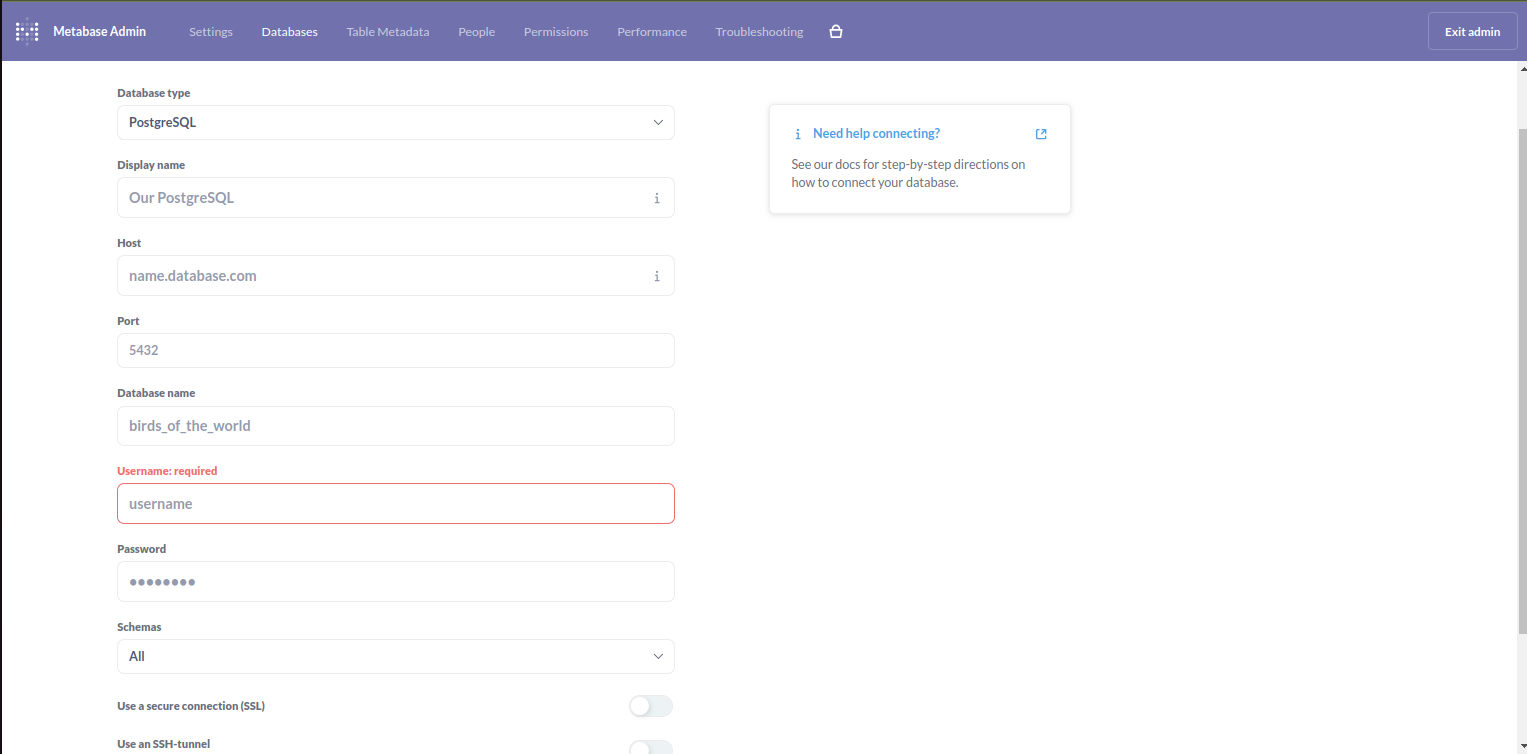 Metabase Admin Settings Databases Table Metadata People Permissions Performance Troubleshooting Exit admin
Database type
PostgreSQL
Need help connecting?
See our docs for step-by-step directions on
how to connect your database.
Display name
Our PostgreSQL
Host
name.database.com
Port
5432
Database name
birds_of_the_world
Username: required
username
Password
●●●●●●●●
Schemas
All
Use a secure connection (SSL)
Use an SSH-tunnel